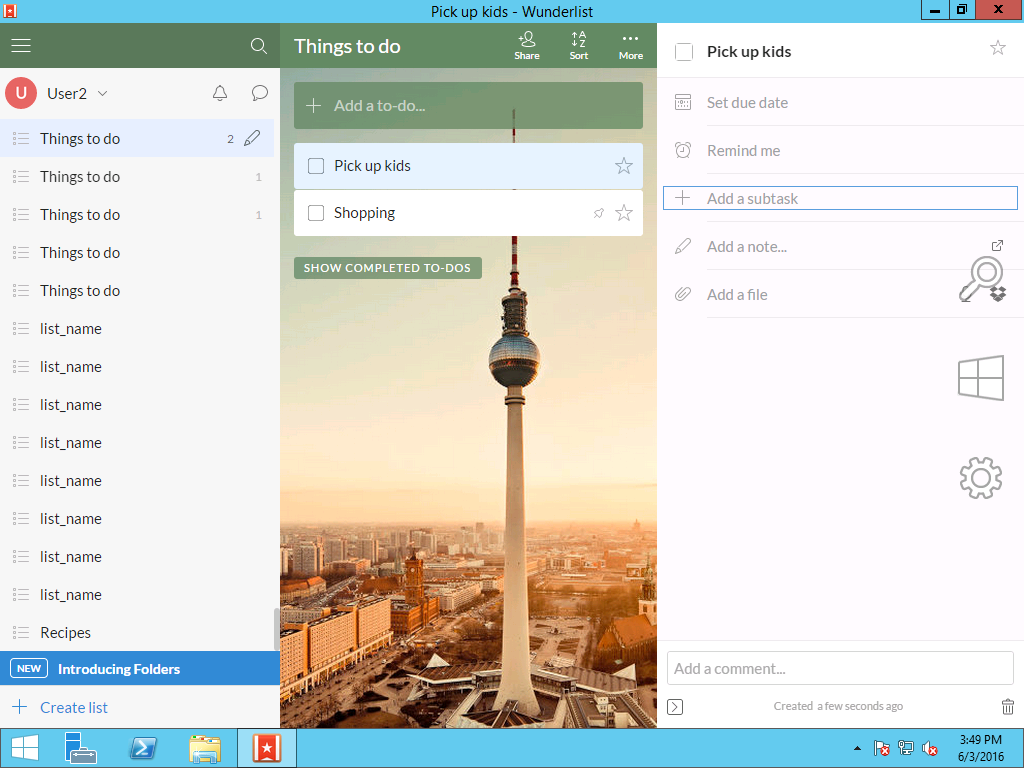 Pick up kids - Wunderlist
Things to do
Share
Sort
More
U
User2
Things to do 2
Things to do 1
Things to do 1
Things to do
Things to do
list_name
list_name
list_name
list_name
list_name
list_name
list_name
list_name
Recipes
NEW Introducing Folders
Create list
Add a to-do...
Pick up kids
Shopping
SHOW COMPLETED TO-DOS
Pick up kids
Set due date
Remind me
Add a subtask
Add a note...
Add a file
Add a comment...
Created a few seconds ago
3:49 PM
6/3/2016